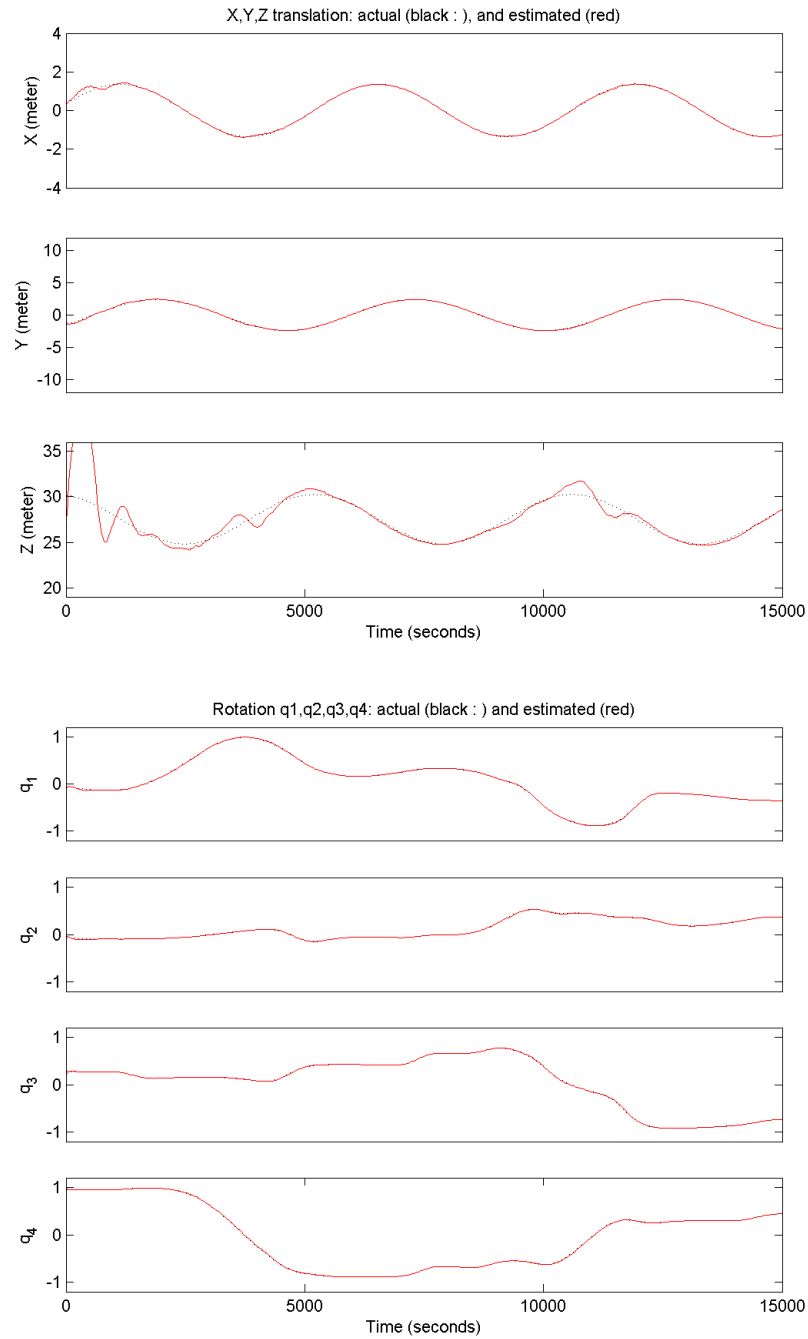 X,Y,Z translation: actual (black : ), and estimated (red)
4
2
0
-2
-4
X (meter)
10
5
0
-5
-10
Y (meter)
35
30
25
20
Z (meter)
0 5000 10000 15000
Time (seconds)
Rotation q1,q2,q3,q4: actual (black : ) and estimated (red)
1
0
-1
q1
1
0
-1
q2
1
0
-1
q3
1
0
-1
q4
0 5000 10000 15000
Time (seconds)